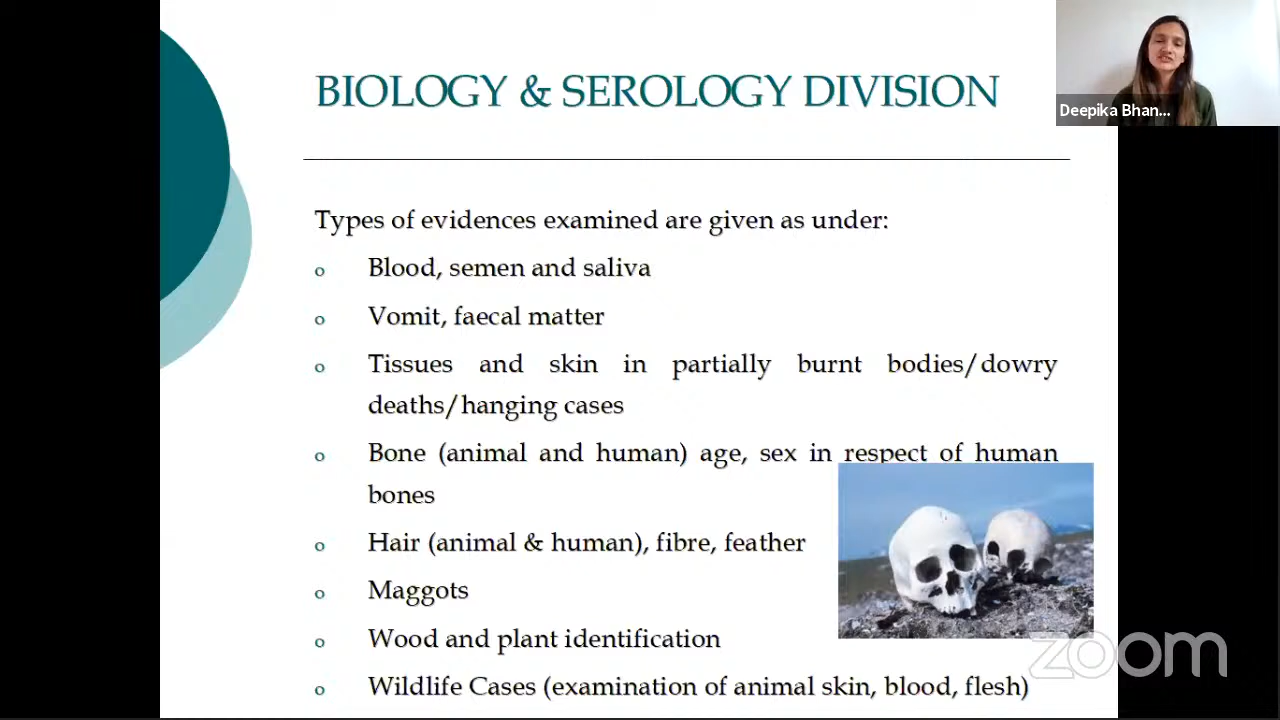 BIOLOGY & SEROLOGY DIVISION
Deepika Bhan...
Types of evidences examined are given as under:
o Blood, semen and saliva
o Vomit, faecal matter
o Tissues and skin in partially burnt bodies/dowry
deaths/hanging cases
o Bone (animal and human) age, sex in respect of human
bones
o Hair (animal & human), fibre, feather
o Maggots
o Wood and plant identification
o Wildlife Cases (examination of animal skin, blood, flesh)
zoom